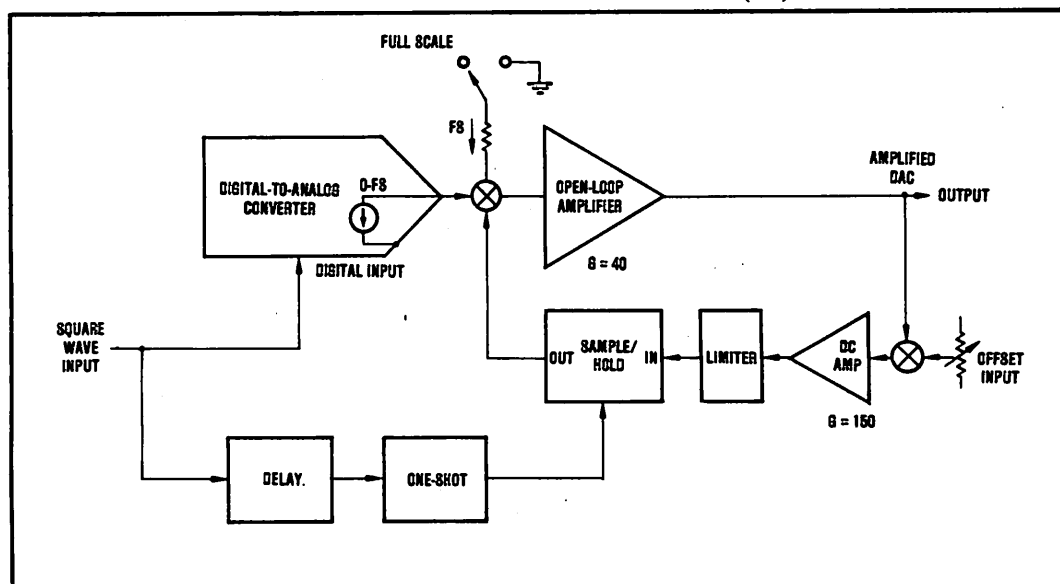 FULL SCALE
FS
DIGITAL-TO-ANALOG
CONVERTER
0-FS
DIGITAL INPUT
OPEN-LOOP
AMPLIFIER
G = 40
AMPLIFIED
DAC
OUTPUT
SQUARE
WAVE
INPUT
OUT
SAMPLE/
HOLD
IN
LIMITER
DC
AMP
G = 150
OFFSET
INPUT
DELAY.
ONE-SHOT